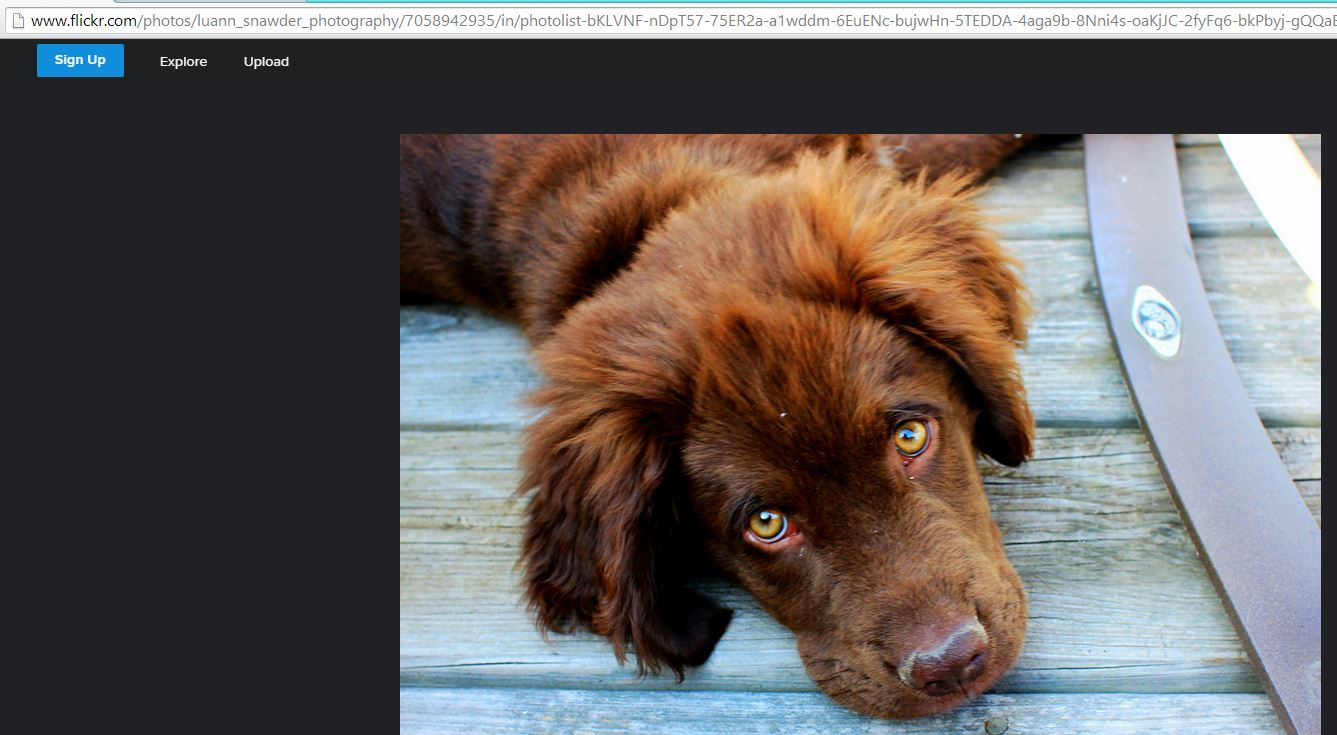 www.flickr.com/photos/luann_snawder_photography/7058942935/in/photolist-bKLVNF-nDpT57-75ER2a-a1wddm-6EuENc-bujwHn-5TEDDA-4aga9b-8Nni4s-oaKjJC-2fyFq6-bkPbyj-gQQaE
Sign Up Explore Upload